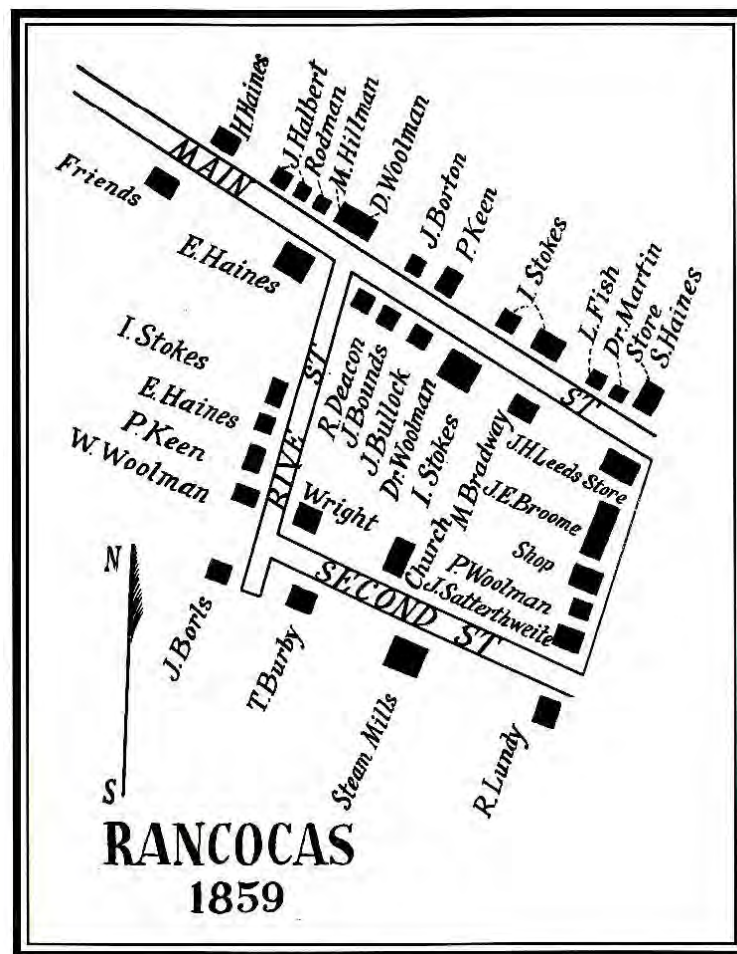 H. Haines
J. Halbert
Rodman
M. Hillman
D. Woolman
J. Borton
P. Keen
I. Stokes
L. Fish
Dr. Martin
Store
S. Haines
MAIN ST
Friends
E. Haines
I. Stokes
E. Haines
P. Keen
W. Woolman
RIVE ST
R. Deacon
J. Bounds
J. Bullock
Dr. Woolman
I. Stokes
M Bradway
J. H Leeds Store
J. E. Broome
Shop
P. Woolman
J. Satterthweite
Wright
Church
SECOND ST
J. Borls
T. Burby
Steam Mills
R. Lundy
N
S
RANCOCAS
1859